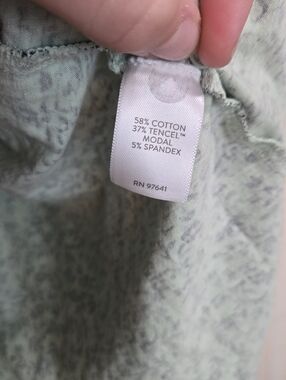 58% COTTON
37% TENCEL™
MODAL
5% SPANDEX
RN 97641